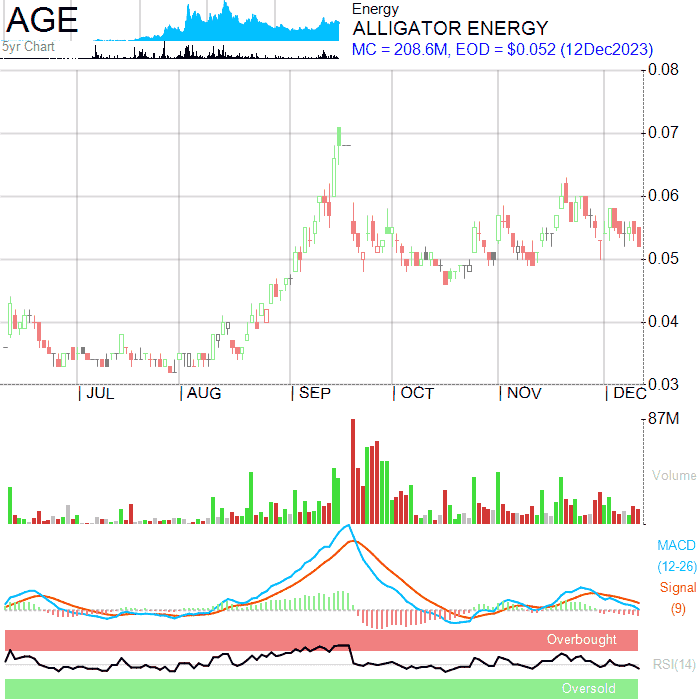 AGE
5yr Chart
Energy
ALLIGATOR ENERGY
MC = 208.6M, EOD = $0.052 (12Dec2023)
0.08
0.07
0.06
0.05
0.04
0.03
JUL AUG SEP OCT NOV DEC
87M
Volume
MACD
(12-26)
Signal
(9)
Overbought
RSI(14)
Oversold